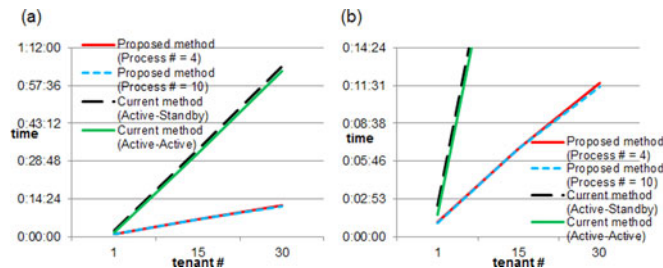 (a)
1:12:00
0:57:36
0:43:12
time
0:28:48
0:14:24
0:00:00
1
15
30
tenant #
Proposed method
(Process # = 4)
Proposed method
(Process # = 10)
Current method
(Active-Standby)
Current method
(Active-Active)
(b)
0:14:24
0:11:31
0:08:38
time
0:05:46
0:02:53
0:00:00
1
15
30
tenant #
Proposed method
(Process # = 4)
Proposed method
(Process # = 10)
Current method
(Active-Standby)
Current method
(Active-Active)